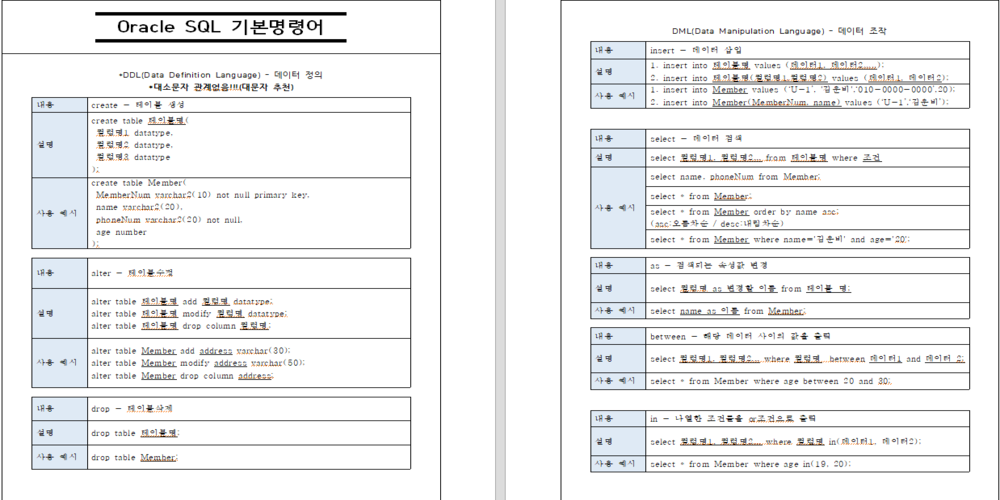 Oracle SQL 기본명령어
*DDL(Data Definition Language) - 데이터 정의
*대소문자 관계없음!!!(대문자 추천)
내용 create - 테이블 생성
설명
create table 테이블명(
컬럼명1 datatype,
컬럼명2 datatype,
컬럼명3 datatype
);
사용 예시
create table Member(
MemberNum varchar2(10) not null primary key,
name varchar2(20),
phoneNum varchar2(20) not null,
age number
);
내용 alter - 테이블수정
설명
alter table 테이블명 add 컬럼명 datatype;
alter table 테이블명 modify 컬럼명 datatype;
alter table 테이블명 drop column 컬럼명;
사용 예시
alter table Member add address varchar(30);
alter table Member modify address varchar(50);
alter table Member drop column address;
내용 drop - 테이블삭제
설명 drop table 테이블명;
사용 예시 drop table Member;
DML(Data Manipulation Language) - 데이터 조작
내용 insert - 데이터 삽입
설명
1. insert into 테이블명 values (데이터1, 데이터2.....);
2. insert into 테이블명(컬럼명1,컬럼명2) values (데이터1, 데이터2);
사용 예시
1. insert into Member values ('U-1', '김윤비','010-0000-0000',20);
2. insert into Member(MemberNum, name) values ('U-1','김윤비');
내용 select - 데이터 검색
설명 select 컬럼명1, 컬럼명2... from 테이블명 where 조건
사용 예시
select name, phoneNum from Member;
select * from Member;
select * from Member order by name asc;
(asc:오름차순 / desc:내림차순)
select * from Member where name='김윤비' and age='20';
내용 as - 검색되는 속성값 변경
설명 select 컬럼명 as 변경할 이름 from 테이블 명;
사용 예시 select name as 이름 from Member;
내용 between - 해당 데이터 사이의 값을 출력
설명 select 컬럼명1, 컬럼명2... where 컬럼명 between 데이터1 and 데이터 2;
사용 예시 select * from Member where age between 20 and 30;
내용 in - 나열한 조건들을 or조건으로 출력
설명 select 컬럼명1, 컬럼명2... where 컬럼명 in(데이터1, 데이터2);
사용 예시 select * from Member where age in(19, 20);